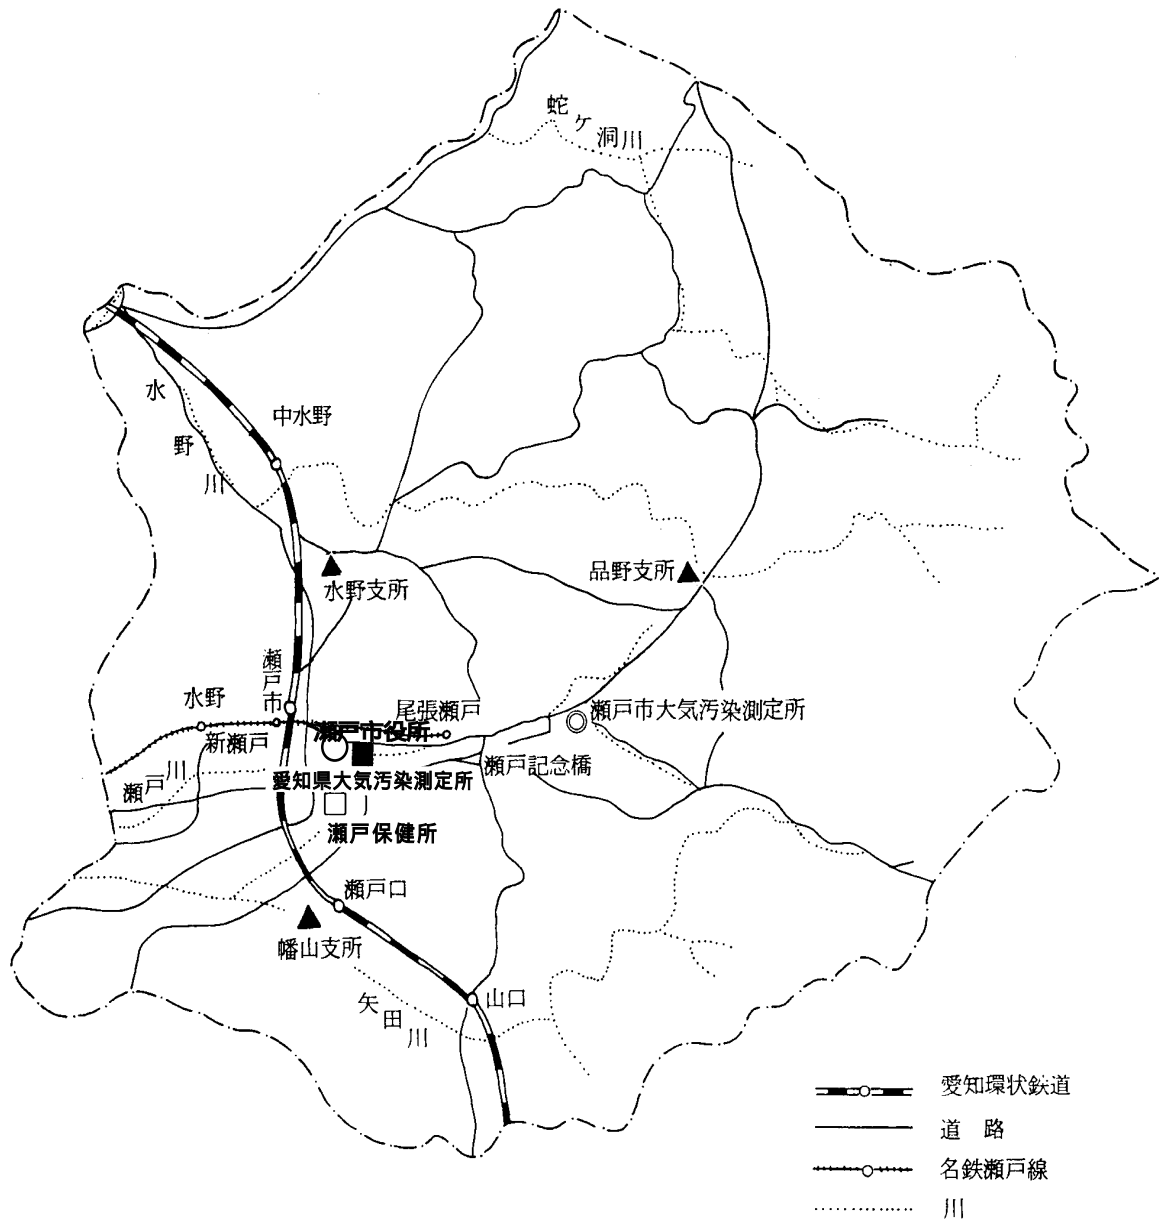 蛇ケ洞川
水野川
中水野
水野支所
品野支所
瀬戸市
水野
尾張瀬戸
瀬戸市大気汚染測定所
新瀬戸
瀬戸市役所
瀬戸記念橋
瀬戸川
愛知県大気汚染測定所
瀬戸保健所
瀬戸口
幡山支所
矢田川
山口
愛知環状鉄道
道 路
名鉄瀬戸線
川